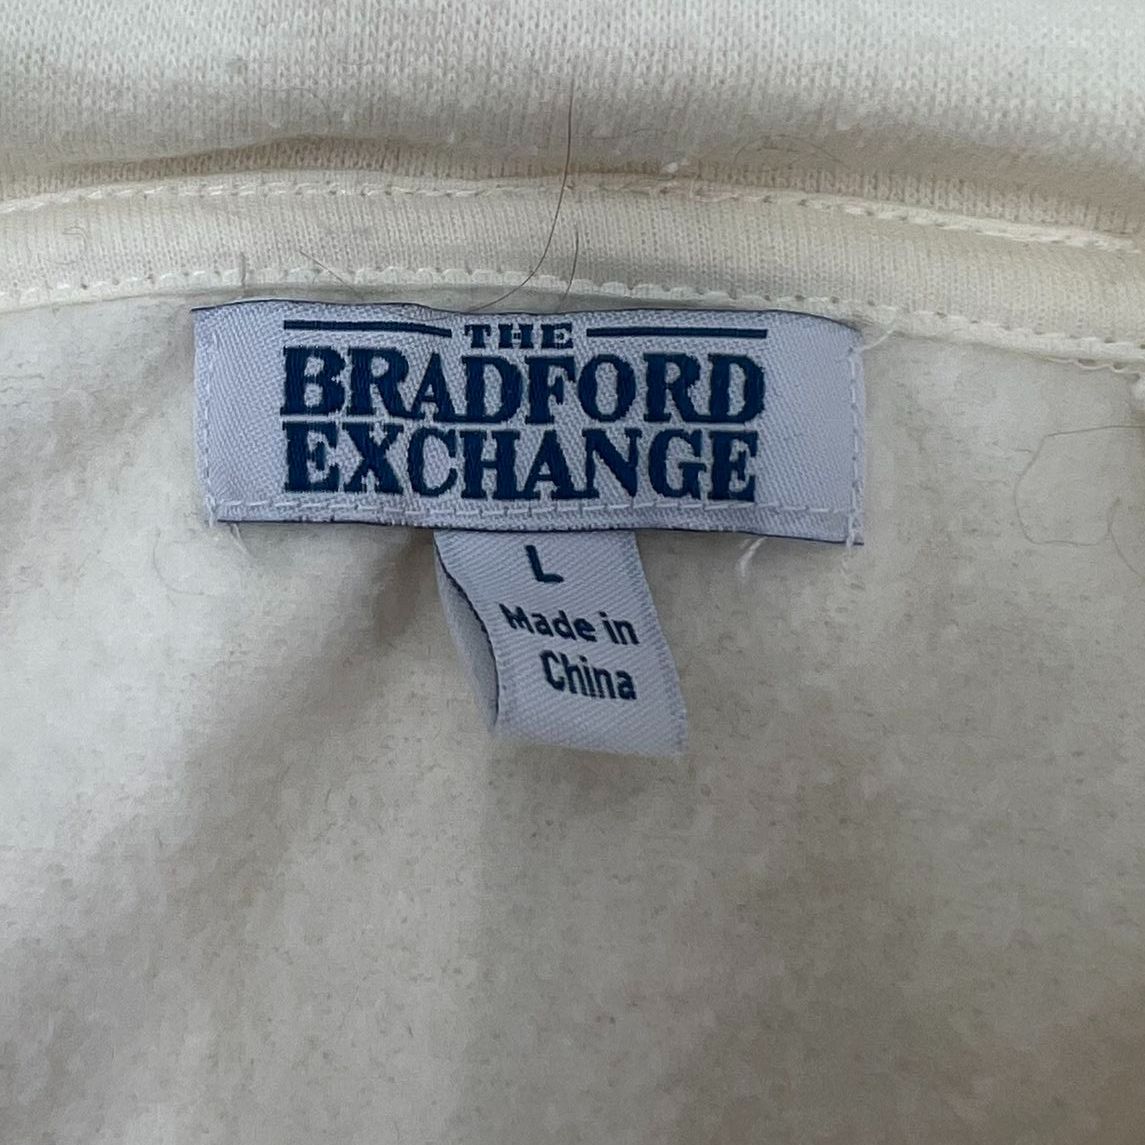 THE
BRADFORD
EXCHANGE
L
Made in
China